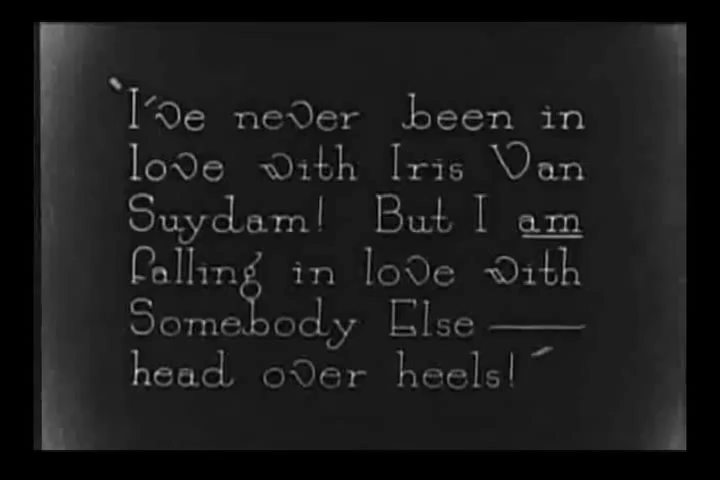 'I've never been in
love with Iris Van
Suydam! But I am
falling in love with
Somebody Else ——
head over heels!'